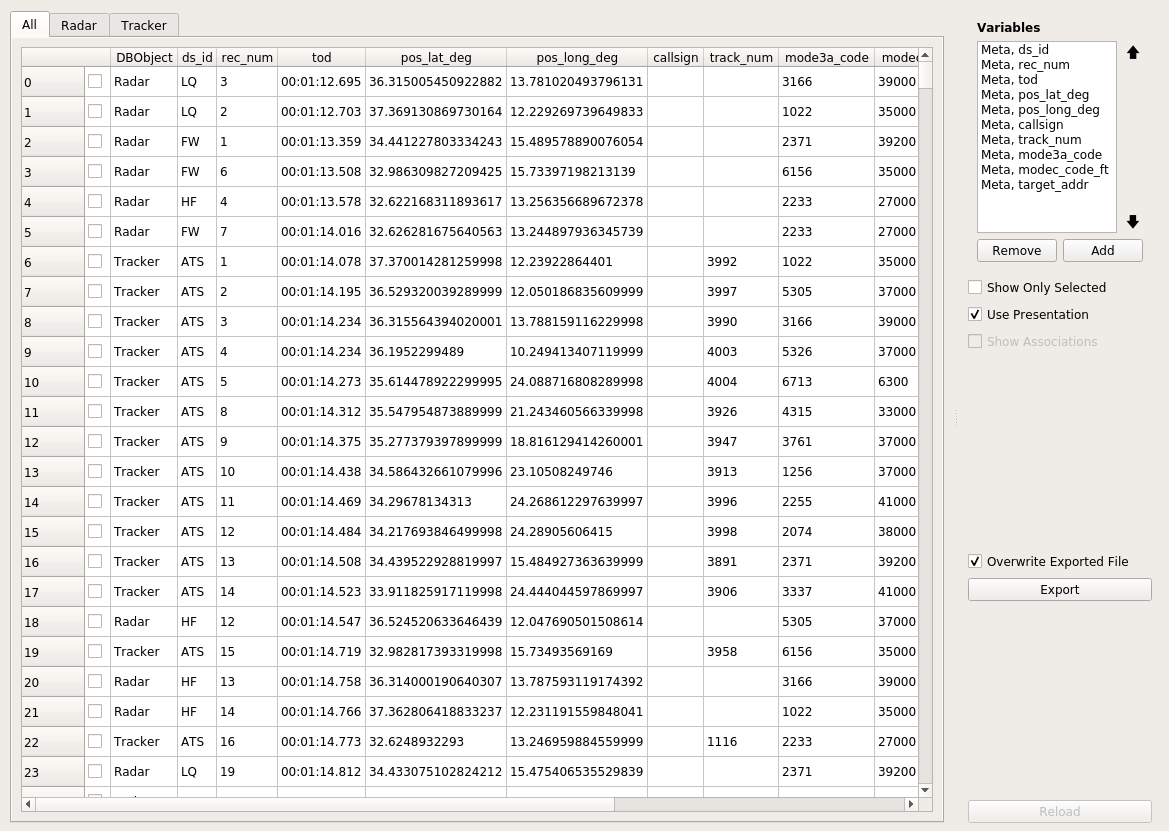 All Radar Tracker
DBObject ds_id rec_num tod pos_lat_deg pos_long_deg callsign track_num mode3a_code modec
0 Radar LQ 3 00:01:12.695 36.315005450922882 13.781020493796131 3166 39000
1 Radar LQ 2 00:01:12.703 37.369130869730164 12.229269739649833 1022 35000
2 Radar FW 1 00:01:13.359 34.441227803334243 15.489578890076054 2371 39200
3 Radar FW 6 00:01:13.508 32.986309827209425 15.73397198213139 6156 35000
4 Radar HF 4 00:01:13.578 32.622168311893617 13.256356689672378 2233 27000
5 Radar FW 7 00:01:14.016 32.626281675640563 13.244897936345739 2233 27000
6 Tracker ATS 1 00:01:14.078 37.370014281259998 12.23922864401 3992 1022 35000
7 Tracker ATS 2 00:01:14.195 36.529320039289999 12.050186835609999 3997 5305 37000
8 Tracker ATS 3 00:01:14.234 36.315564394020001 13.788159116229998 3990 3166 39000
9 Tracker ATS 4 00:01:14.234 36.1952299489 10.249413407119999 4003 5326 37000
10 Tracker ATS 5 00:01:14.273 35.614478922299995 24.088716808289998 4004 6713 6300
11 Tracker ATS 8 00:01:14.312 35.547954873889999 21.243460566339998 3926 4315 33000
12 Tracker ATS 9 00:01:14.375 35.277379397899999 18.816129414260001 3947 3761 37000
13 Tracker ATS 10 00:01:14.438 34.586432661079996 23.10508249746 3913 1256 37000
14 Tracker ATS 11 00:01:14.469 34.29678134313 24.268612297639997 3996 2255 41000
15 Tracker ATS 12 00:01:14.484 34.217693846499998 24.28905606415 3998 2074 38000
16 Tracker ATS 13 00:01:14.508 34.439522928819997 15.484927363639999 3891 2371 39200
17 Tracker ATS 14 00:01:14.523 33.911825917119998 24.444044597869997 3906 3337 41000
18 Radar HF 12 00:01:14.547 36.524520633646439 12.047690501508614 5305 37000
19 Tracker ATS 15 00:01:14.719 32.982817393319998 15.73493569169 3958 6156 35000
20 Radar HF 13 00:01:14.758 36.314000190640307 13.787593119174392 3166 39000
21 Radar HF 14 00:01:14.766 37.362806418833237 12.231191559848041 1022 35000
22 Tracker ATS 16 00:01:14.773 32.6248932293 13.246959884559999 1116 2233 27000
23 Radar LQ 19 00:01:14.812 34.433075102824212 15.475406535529839 2371 39200
Variables
Meta, ds_id
Meta, rec_num
Meta, tod
Meta, pos_lat_deg
Meta, pos_long_deg
Meta, callsign
Meta, track_num
Meta, mode3a_code
Meta, modec_code_ft
Meta, target_addr
Remove Add
Show Only Selected
Use Presentation
Show Associations
Overwrite Exported File
Export
Reload